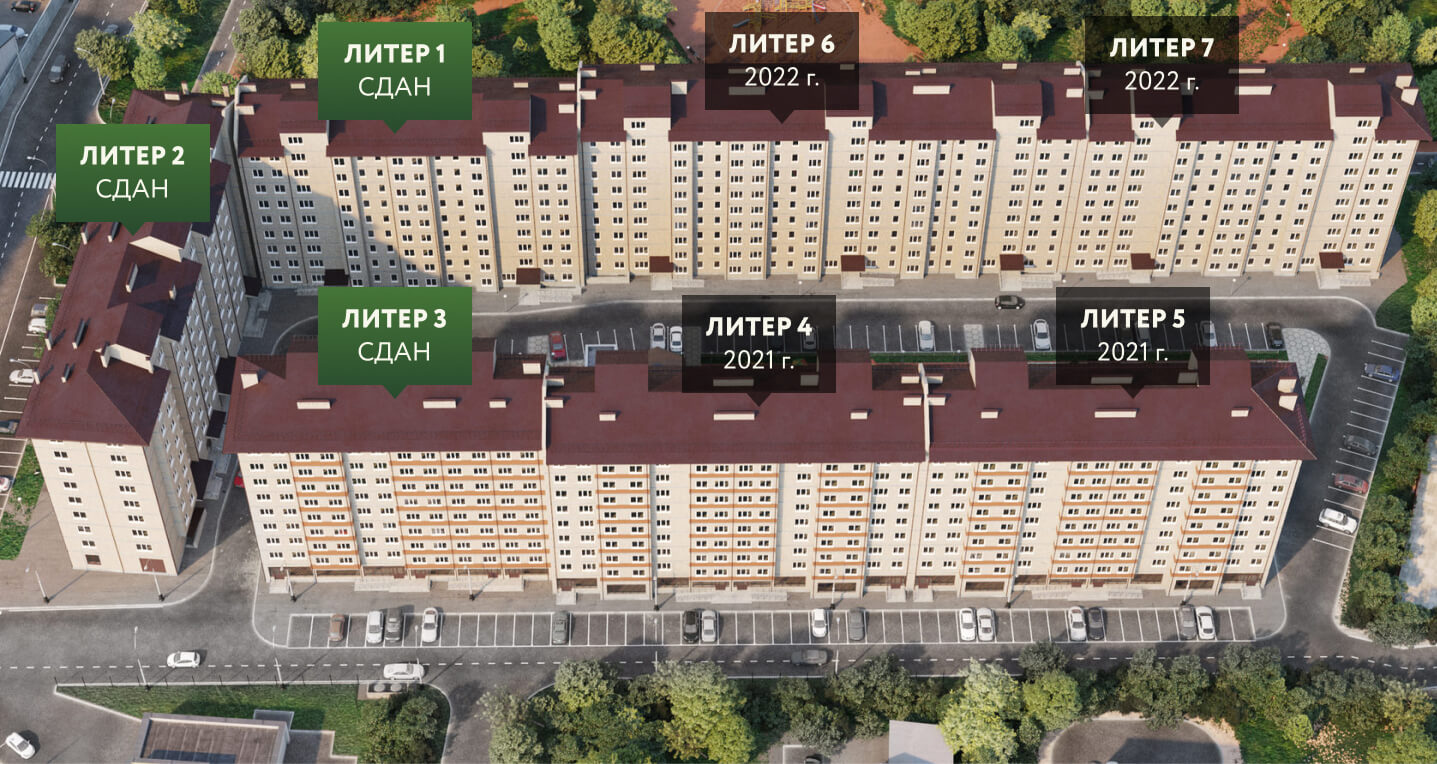 ЛИТЕР 1
СДАН
ЛИТЕР 6
2022 г.
ЛИТЕР 7
2022 г.
ЛИТЕР 2
СДАН
ЛИТЕР 3
СДАН
ЛИТЕР 4
2021 г.
ЛИТЕР 5
2021 г.